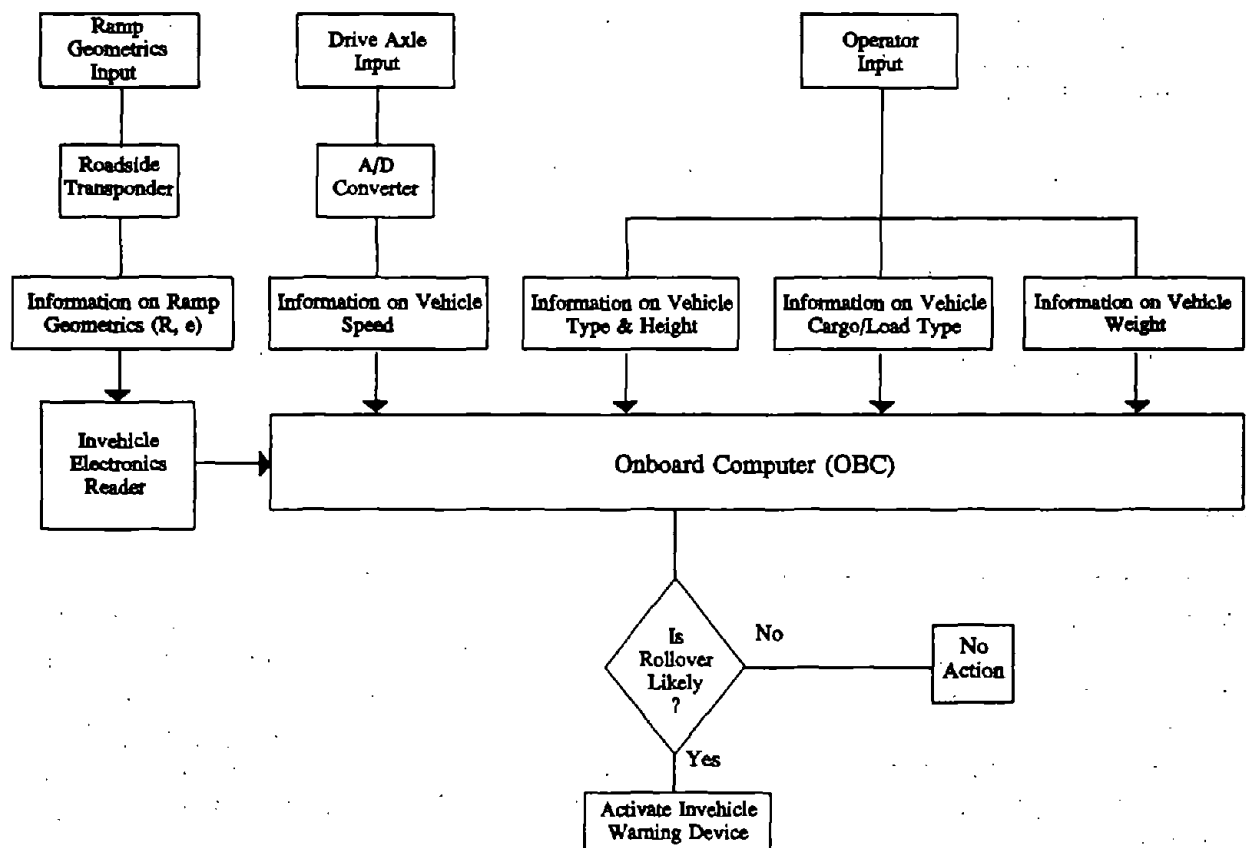 Ramp
Geometrics
Input
Drive Axle
Input
Operator
Input
Roadside
Transponder
A/D
Converter
Information on Ramp
Geometrics (R, e)
Information on Vehicle
Speed
Information on Vehicle
Type & Height
Information on Vehicle
Cargo/Load Type
Information on Vehicle
Weight
Invehicle
Electronics
Reader
Onboard Computer (OBC)
Is
Rollover
Likely
?
No
No
Action
Yes
Activate Invehicle
Warning Device